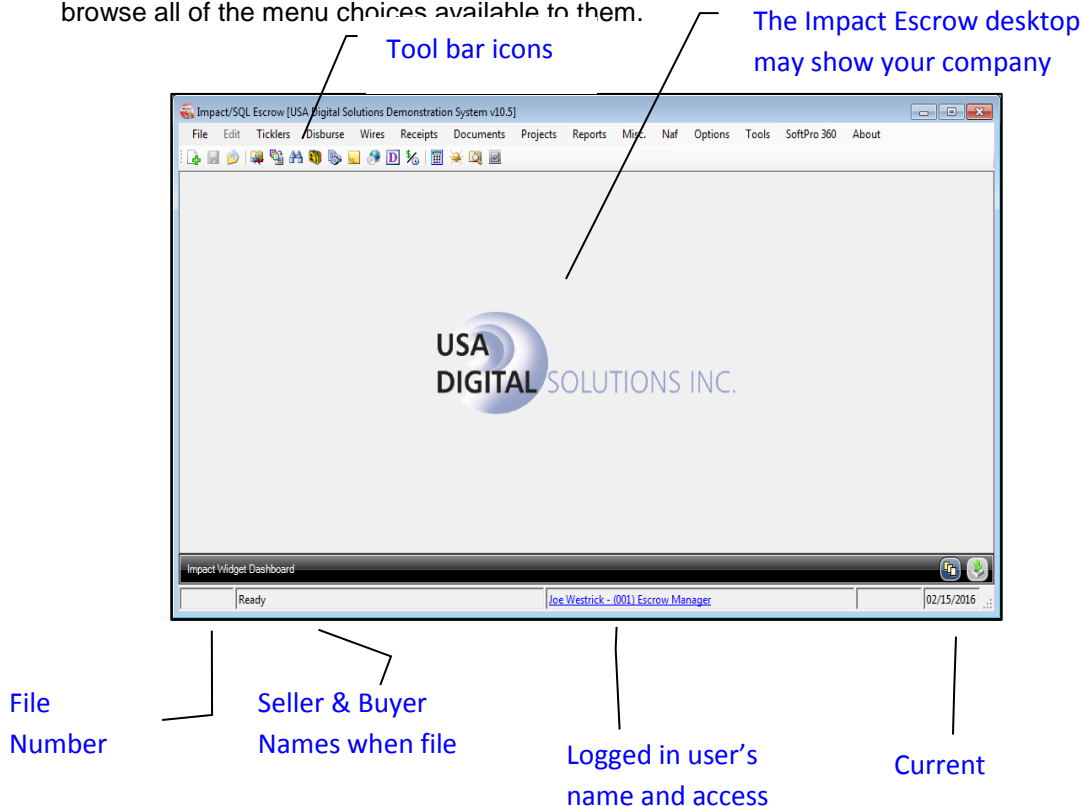 browse all of the menu choices available to them.
Tool bar icons
The Impact Escrow desktop
may show your company
Impact/SQL Escrow [USA Digital Solutions Demonstration System v10.5]
File Edit Ticklers Disburse Wires Receipts Documents Projects Reports Misc. Naf Options Tools SoftPro 360 About
D
USA
DIGITAL SOLUTIONS INC.
Impact Widget Dashboard
Ready Joe Westrick - (001) Escrow Manager 02/15/2016
File
Number
Seller & Buyer
Names when file
Logged in user's
name and access
Current